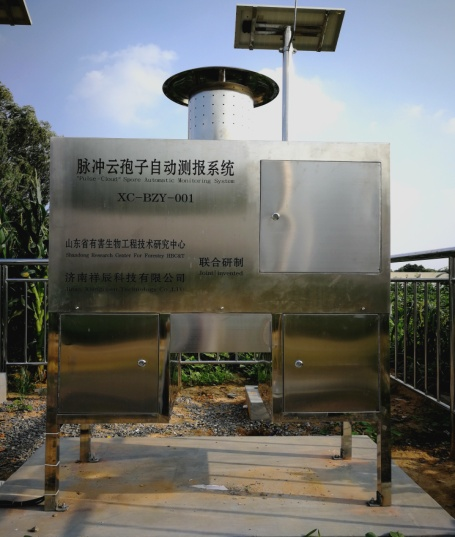 脉冲云孢子自动测报系统
"Pulse-Cloud" Spore Automatic Monitoring System
XC-BZY-001
山东省有害生物工程技术研究中心
Shandong Research Center For Forestry
联合研制
济南祥辰科技有限公司